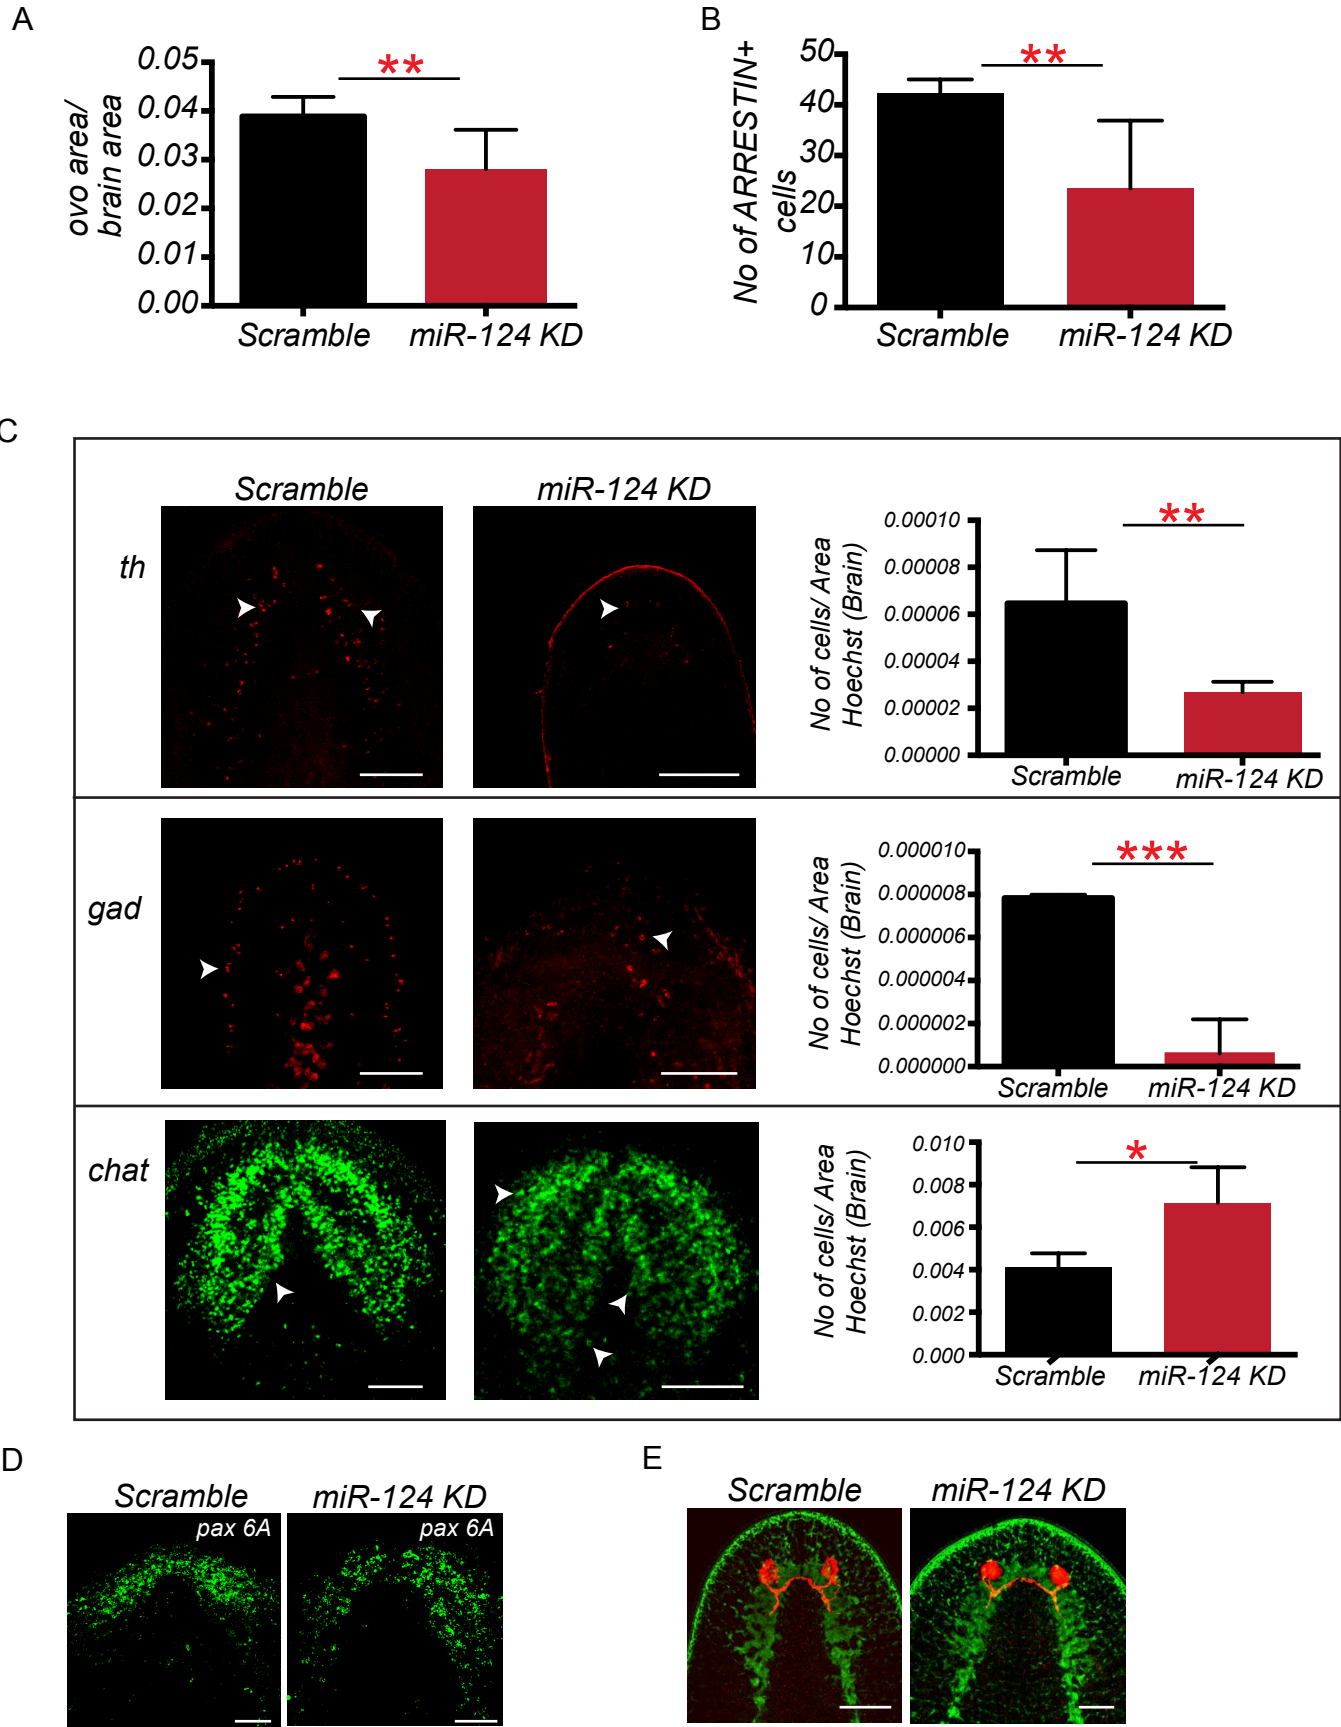 A
0.05
0.04
0.03
0.02
0.01
0.00
ovo area/
brain area
**
Scramble
miR-124 KD
B
50
40
30
20
10
0
No of ARRESTIN+
cells
**
Scramble
miR-124 KD
C
Scramble
miR-124 KD
th
No of cells/ Area
Hoechst (Brain)
0.00010
0.00008
0.00006
0.00004
0.00002
0.00000
**
Scramble
miR-124 KD
gad
No of cells/ Area
Hoechst (Brain)
0.000010
0.000008
0.000006
0.000004
0.000002
0.000000
***
Scramble
miR-124 KD
chat
No of cells/ Area
Hoechst (Brain)
0.010
0.008
0.006
0.004
0.002
0.000
*
Scramble
miR-124 KD
D
Scramble
miR-124 KD
pax 6A
pax 6A
E
Scramble
miR-124 KD